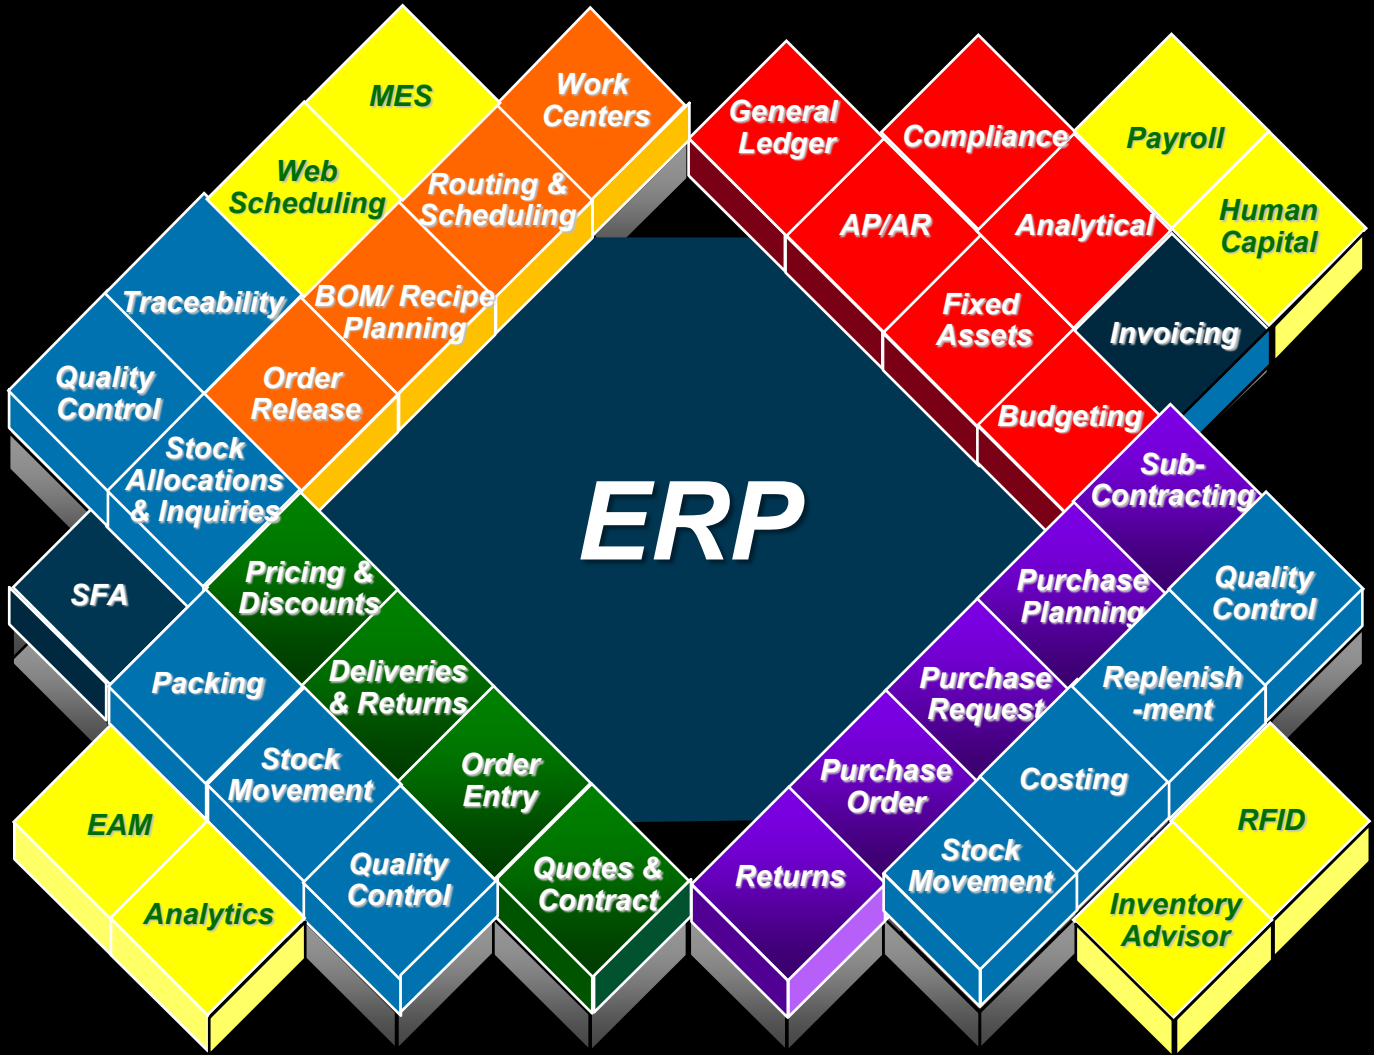 MES
Work
Centers
Web
Scheduling
Routing &
Scheduling
Traceability
BOM/ Recipe
Planning
Quality
Control
Order
Release
Stock
Allocations
& Inquiries
General
Ledger
Compliance
Payroll
AP/AR
Analytical
Human
Capital
Fixed
Assets
Invoicing
Budgeting
ERP
SFA
Pricing &
Discounts
Packing
Deliveries
& Returns
Stock
Movement
Order
Entry
EAM
Analytics
Quality
Control
Quotes &
Contract
Sub-
Contracting
Purchase
Planning
Quality
Control
Purchase
Request
Replenish
-ment
Purchase
Order
Costing
RFID
Returns
Stock
Movement
Inventory
Advisor